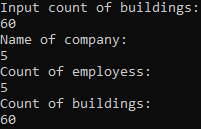 Input count of buildings:
60
Name of company:
5
Count of employess:
5
Count of buildings:
60